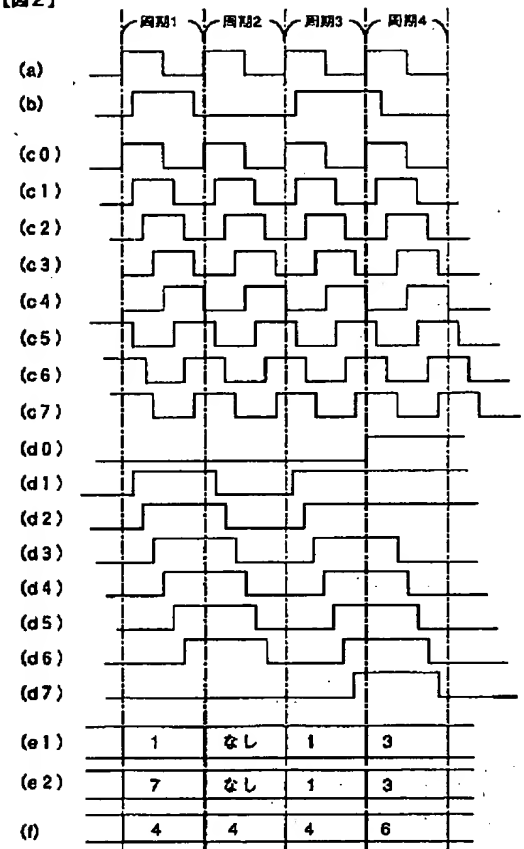 【図2】
周期1 周期2 周期3 周期4
(a)
(b)
(c0)
(c1)
(c2)
(c3)
(c4)
(c5)
(c6)
(c7)
(d0)
(d1)
(d2)
(d3)
(d4)
(d5)
(d6)
(d7)
(e1) 1 なし 1 3
(e2) 7 なし 1 3
(f) 4 4 4 6